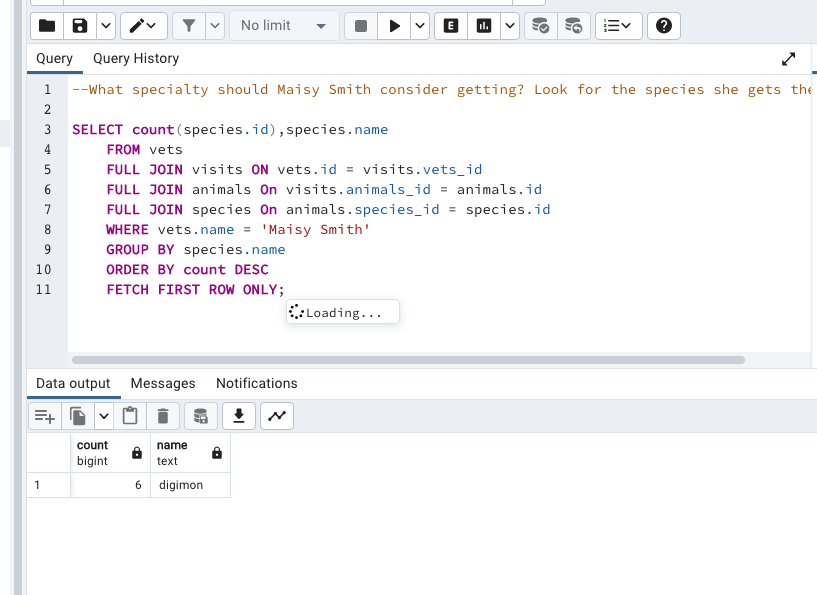 No limit
E
Query Query History
1 --What specialty should Maisy Smith consider getting? Look for the species she gets the
2
3 SELECT count(species.id),species.name
4 FROM vets
5 FULL JOIN visits ON vets.id = visits.vets_id
6 FULL JOIN animals On visits.animals_id = animals.id
7 FULL JOIN species On animals.species_id = species.id
8 WHERE vets.name = 'Maisy Smith'
9 GROUP BY species.name
10 ORDER BY count DESC
11 FETCH FIRST ROW ONLY;
Loading...
Data output Messages Notifications
count name
bigint text
1 6 digimon